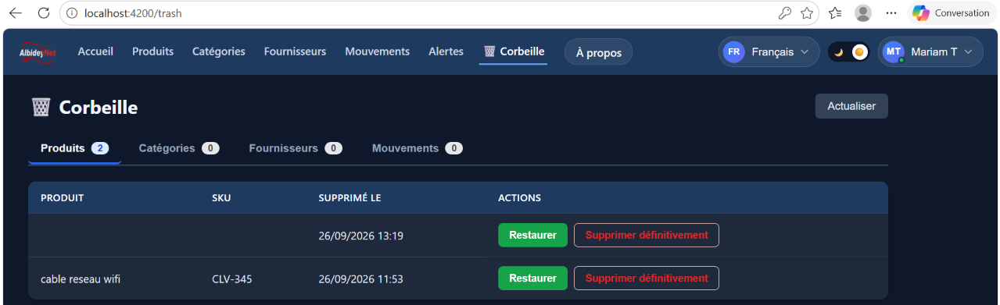 localhost:4200/trash
Conversation
AlbideyNet Accueil Produits Catégories Fournisseurs Mouvements Alertes Corbeille À propos FR Français MT Mariam T
Corbeille Actualiser
Produits 2 Catégories 0 Fournisseurs 0 Mouvements 0
PRODUIT SKU SUPPRIMÉ LE ACTIONS
26/09/2026 13:19 Restaurer Supprimer définitivement
cable reseau wifi CLV-345 26/09/2026 11:53 Restaurer Supprimer définitivement